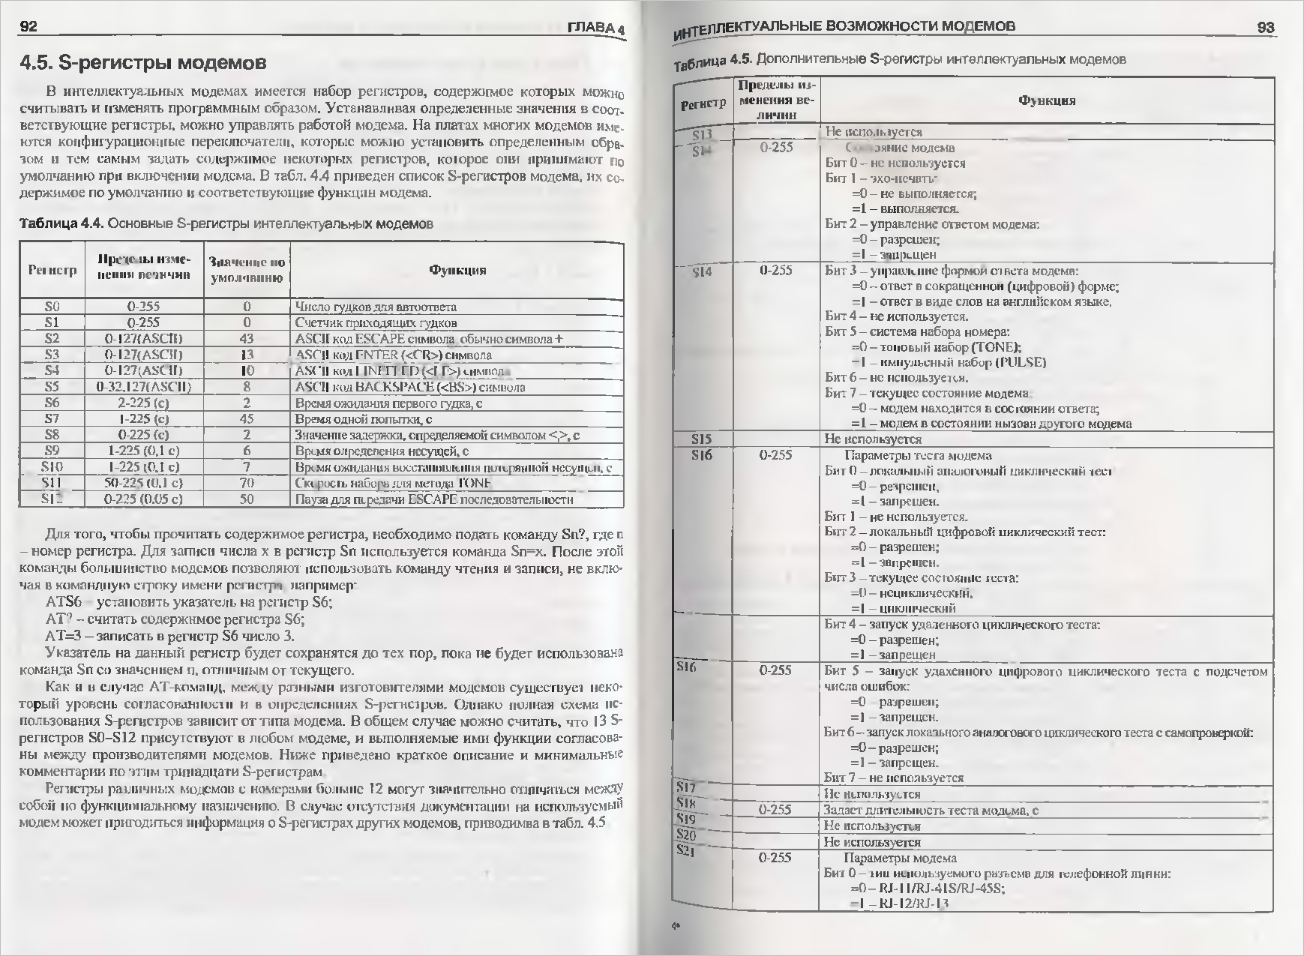 92
ГЛАВА 4
4.5. S-регистры модемов
В интеллектуальных модемах имеется набор регистров, содержимое которых можно
считывать и изменять программным образом. Устанавливая определенные значения в соот-
ветствующие регистры, можно управлять работой модема. На платах многих модемов име-
ются конфигурационные переключатели, которые можно установить определенным обра-
зом и тем самым задать содержимое некоторых регистров, которое они принимают по
умолчанию при включении модема. В табл. 4.4 приведен список S-регистров модема, их со-
держимое по умолчанию и соответствующие функции модема.
Таблица 4.4. Основные S-регистры интеллектуальных модемов
Регистр | Пределы изме- | Значение по | Функция
нения величин | умолчанию
S0 | 0-255 | 0 | Число гудков для автоответа
S1 | 0-255 | 0 | Счетчик приходящих гудков
S2 | 0-127(ASCII) | 43 | ASCII код ESCAPE символа обычно символа +
S3 | 0-127(ASCII) | 13 | ASCII код ENTER (<CR>) символа
S4 | 0-127(ASCII) | 10 | ASCII код LINEFEED (<LF>) символа
S5 | 0-32,127(ASCII) | 8 | ASCII код BACKSPACE (<BS>) символа
S6 | 2-225 (с) | 2 | Время ожидания первого гудка, с
S7 | 1-225 (с) | 45 | Время одной попытки, с
S8 | 0-225 (с) | 2 | Значение задержки, определяемой символом <>, с
S9 | 1-225 (0,1 с) | 6 | Время определения несущей, с
S10 | 1-225 (0,1 с) | 7 | Время ожидания восстановления потерянной несущей, с
S11 | 50-225 (0,1 с) | 70 | Скорость набора для метода TONE
S12 | 0-225 (0.05 с) | 50 | Пауза для передачи ESCAPE последовательности
Для того, чтобы прочитать содержимое регистра, необходимо подать команду Sn?, где n
– номер регистра. Для записи числа x в регистр Sn используется команда Sn=x. После этой
команды большинство модемов позволяют использовать команду чтения и записи, не вклю-
чая в командную строку имени регистра, например:
ATS6 – установить указатель на регистр S6;
AT? – считать содержимое регистра S6;
AT=3 – записать в регистр S6 число 3.
Указатель на данный регистр будет сохранятся до тех пор, пока не будет использована
команда Sn со значением n, отличным от текущего.
Как и в случае AT-команд, между разными изготовителями модемов существует неко-
торый уровень согласованности и в определениях S-регистров. Однако полная схема ис-
пользования S-регистров зависит от типа модема. В общем случае можно считать, что 13 S-
регистров S0–S12 присутствуют в любом модеме, и выполняемые ими функции согласова-
ны между производителями модемов. Ниже приведено краткое описание и минимальные
комментарии по этим тринадцати S-регистрам
Регистры различных модемов с номерами больше 12 могут значительно отличаться между
собой по функциональному назначению. В случае отсутствия документации на используемый
модем может пригодиться информация о S-регистрах других модемов, приводимва в табл. 4.5
ИНТЕЛЛЕКТУАЛЬНЫЕ ВОЗМОЖНОСТИ МОДЕМОВ
93
Таблица 4.5. Дополнительные S-регистры интеллектуальных модемов
Регистр | Пределы из- | Функция
менения ве-
личин
S13 | Не используется
S14 | 0-255 | Состояние модема
Бит 0 – не используется
Бит 1 – эхо-печать:
=0 – не выполняется;
=1 – выполняется.
Бит 2 – управление ответом модема:
=0 – разрешен;
=1 – запрещен
S14 | 0-255 | Бит 3 – управление формой ответа модема:
=0 – ответ в сокращенной (цифровой) форме;
=1 – ответ в виде слов на английском языке.
Бит 4 – не используется.
Бит 5 – система набора номера:
=0 – тоновый набор (TONE);
=1 – импульсный набор (PULSE)
Бит 6 – не используется.
Бит 7 – текущее состояние модема
=0 – модем находится в состоянии ответа;
=1 – модем в состоянии вызова другого модема
S15 | Не используется
S16 | 0-255 | Параметры теста модема
Бит 0 – локальный аналоговый циклический тест
=0 – разрешен,
=1 – запрещен.
Бит 1 – не используется.
Бит 2 – локальный цифровой циклический тест:
=0 – разрешен;
=1 – запрещен.
Бит 3 – текущее состояние теста:
=0 – нециклический,
=1 – циклический
Бит 4 – запуск удаленного циклического теста:
=0 – разрешен;
=1 – запрещен
S16 | 0-255 | Бит 5 – запуск удаленного цифрового циклического теста с подсчетом
числа ошибок:
=0 – разрешен;
=1 – запрещен.
Бит 6 – запуск локального аналогового циклического теста с самопроверкой:
=0 – разрешен;
=1 – запрещен.
Бит 7 – не используется
S17 | Не используется
S18 | 0-255 | Задает длительность теста модема, с
S19 | Не используется
S20 | Не используется
S21 | 0-255 | Параметры модема
Бит 0 – тип используемого разъема для телефонной линии:
=0 – RJ-11/RJ-41S/RJ-45S;
=1 – RJ-12/RJ-13